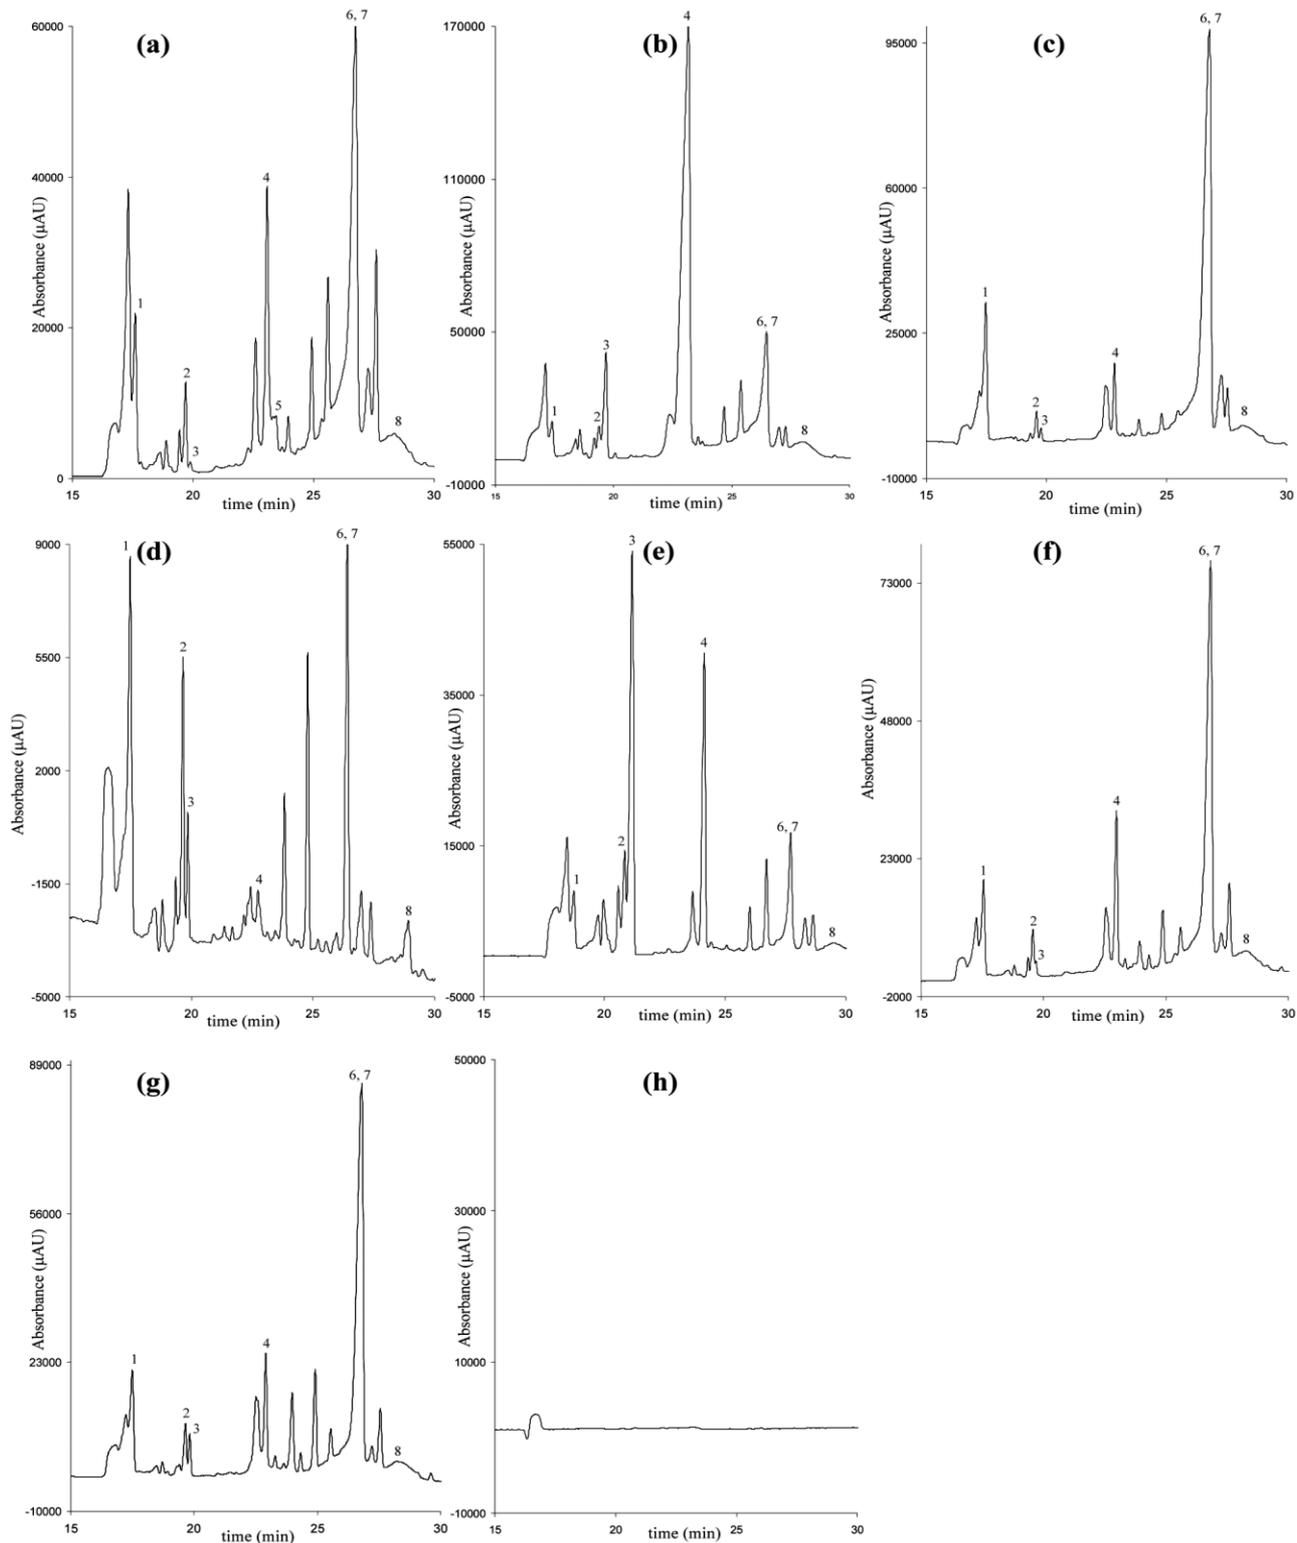 (a)
60000
40000
20000
0
Absorbance (µAU)
15 20 25 30
time (min)
1
2
3
4
5
6, 7
8
(b)
170000
110000
50000
-10000
Absorbance (µAU)
15 20 25 30
time (min)
1
2
3
4
6, 7
8
(c)
95000
60000
25000
-10000
Absorbance (µAU)
15 20 25 30
time (min)
1
2
3
4
6, 7
8
(d)
9000
5500
2000
-1500
-5000
Absorbance (µAU)
15 20 25 30
time (min)
1
2
3
4
6, 7
8
(e)
55000
35000
15000
-5000
Absorbance (µAU)
15 20 25 30
time (min)
1
2
3
4
6, 7
8
(f)
73000
48000
23000
-2000
Absorbance (µAU)
15 20 25 30
time (min)
1
2
3
4
6, 7
8
(g)
89000
56000
23000
-10000
Absorbance (µAU)
15 20 25 30
time (min)
1
2
3
4
6, 7
8
(h)
50000
30000
10000
-10000
Absorbance (µAU)
15 20 25 30
time (min)